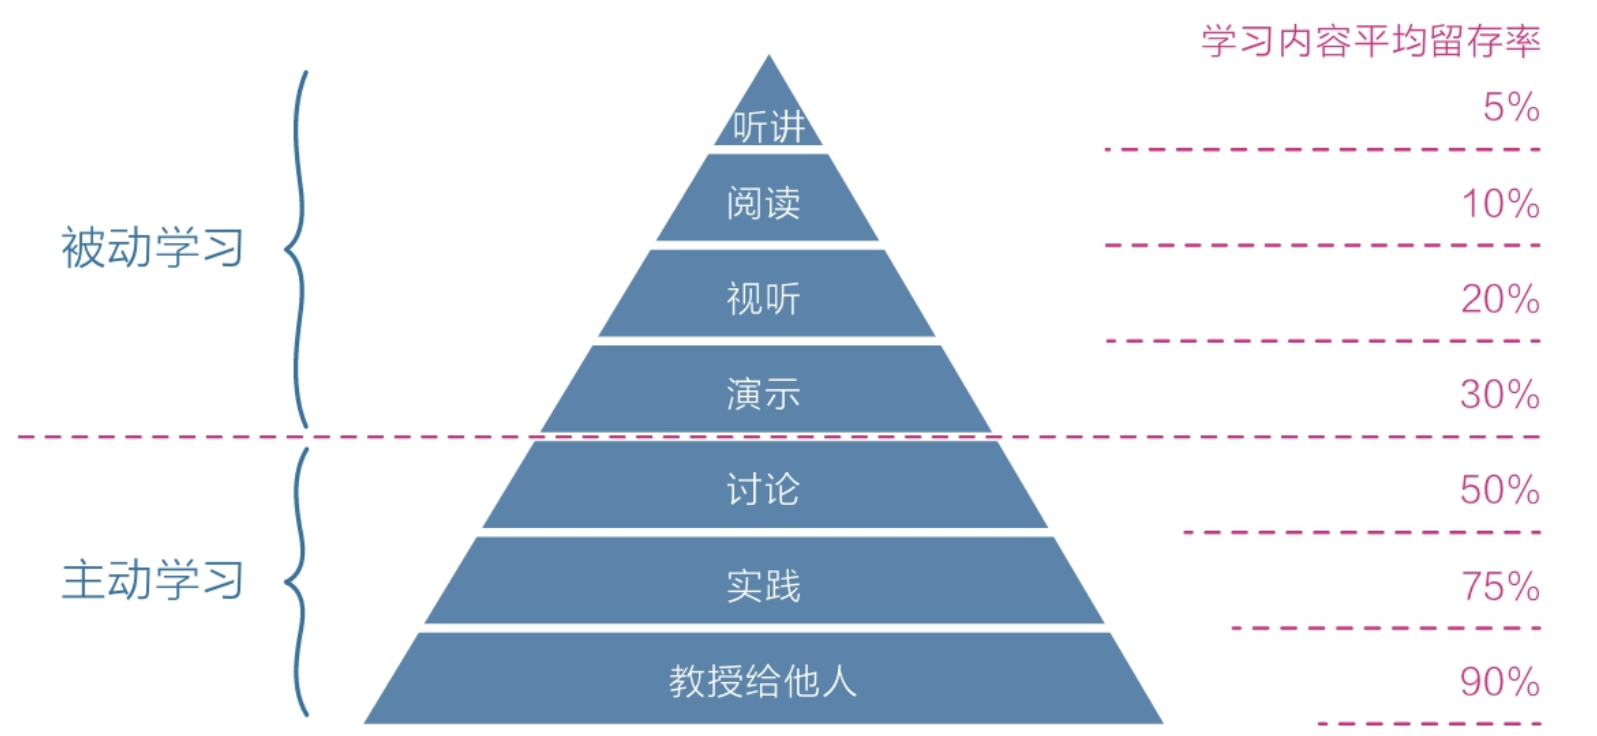 学习内容平均留存率
听讲
5%
阅读
10%
被动学习
视听
20%
演示
30%
讨论
50%
主动学习
实践
75%
教授给他人
90%